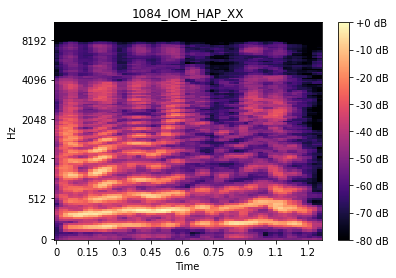 1084_IOM_HAP_XX
8192
4096
2048
1024
512
0
Hz
0 0.15 0.3 0.45 0.6 0.75 0.9 1.1 1.2
Time
+0 dB
-10 dB
-20 dB
-30 dB
-40 dB
-50 dB
-60 dB
-70 dB
-80 dB